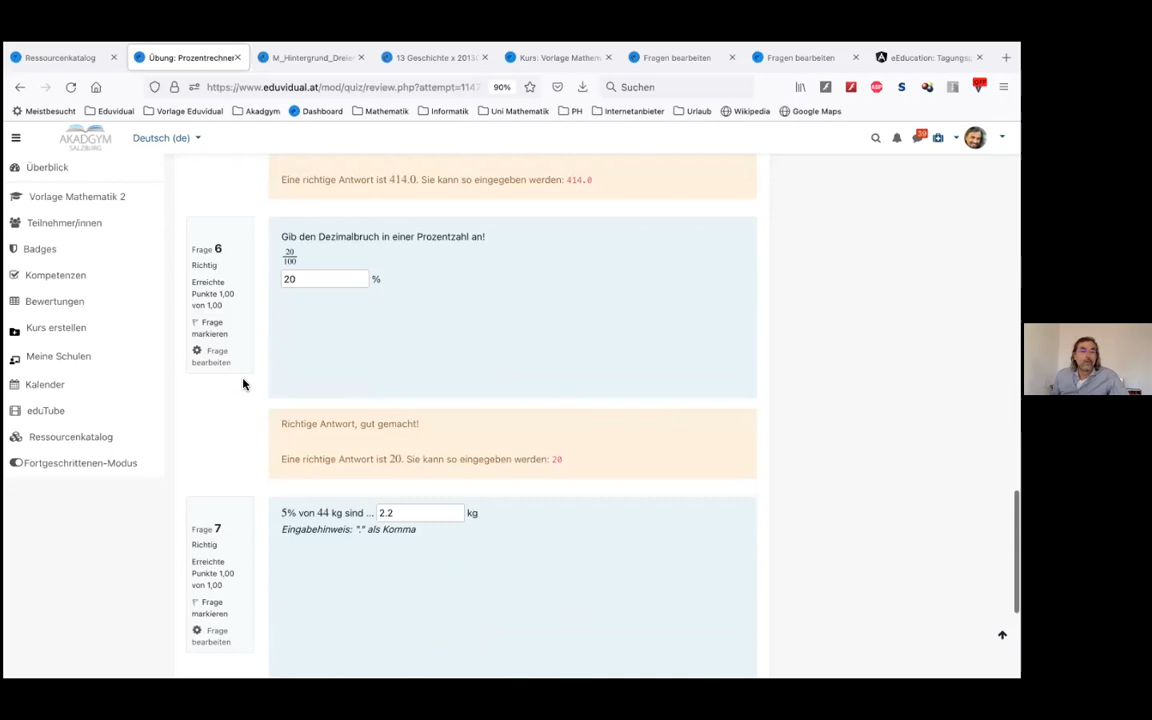 Ressourcenkatalog
Übung: Prozentrechner
M_Hintergrund_Dreie
13 Geschichte x 2013
Kurs: Vorlage Mathem
Fragen bearbeiten
Fragen bearbeiten
eEducation: Tagungs
https://www.eduvidual.at/mod/quiz/review.php?attempt=114
90%
Suchen
Meistbesucht
Eduvidual
Vorlage Eduvidual
Akadgym
Dashboard
Mathematik
Informatik
Uni Mathematik
PH
Internetanbieter
Urlaub
Wikipedia
Google Maps
AKADGYM
SALZBURG
Deutsch (de)
Überblick
Vorlage Mathematik 2
Teilnehmer/innen
Badges
Kompetenzen
Bewertungen
Kurs erstellen
Meine Schulen
Kalender
eduTube
Ressourcenkatalog
Fortgeschrittenen-Modus
Eine richtige Antwort ist 414.0. Sie kann so eingegeben werden: 414.0
Frage 6
Richtig
Erreichte
Punkte 1,00
von 1,00
Frage
markieren
Frage
bearbeiten
Gib den Dezimalbruch in einer Prozentzahl an!
20
100
20 %
Richtige Antwort, gut gemacht!
Eine richtige Antwort ist 20. Sie kann so eingegeben werden: 20
Frage 7
Richtig
Erreichte
Punkte 1,00
von 1,00
Frage
markieren
Frage
bearbeiten
5% von 44 kg sind ... 2.2 kg
Eingabehinweis: "." als Komma